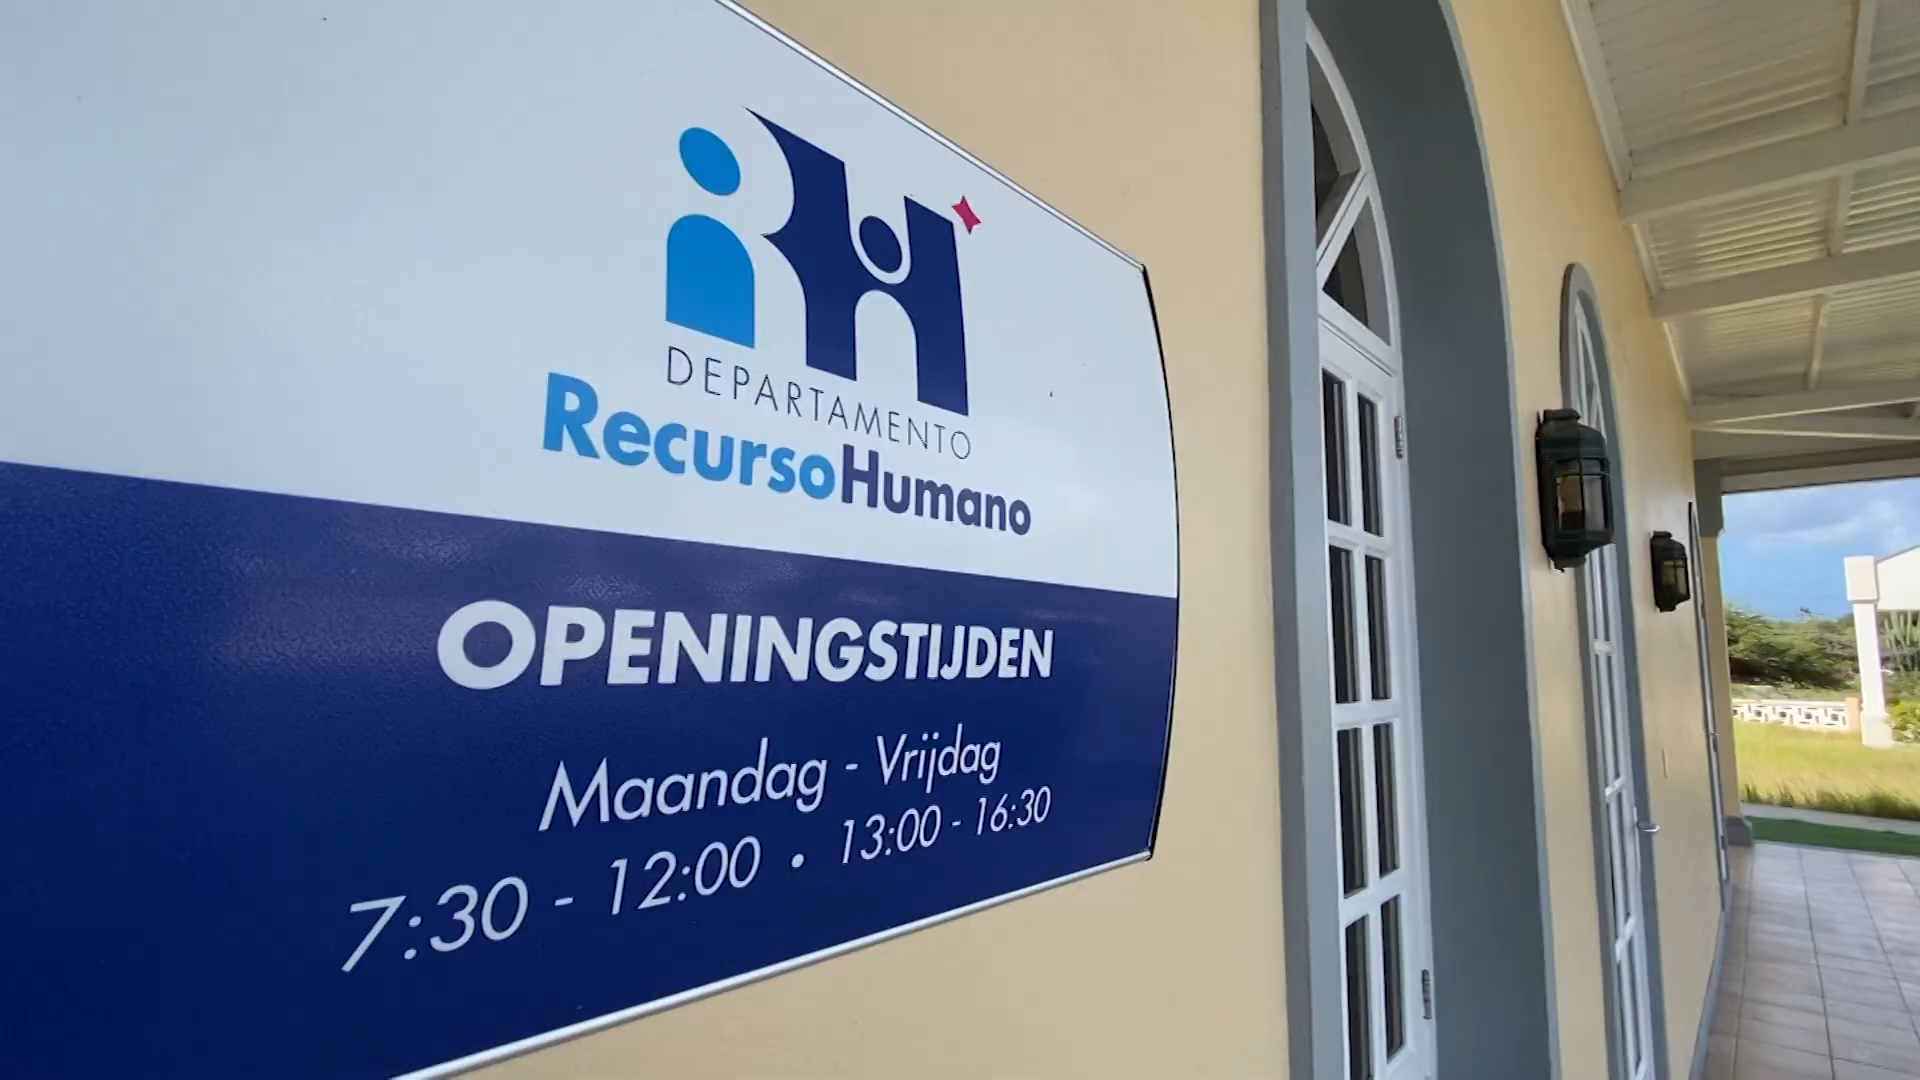 DEPARTAMENTO
RecursoHumano
OPENINGSTIJDEN
Maandag - Vrijdag
7:30 - 12:00 • 13:00 - 16:30